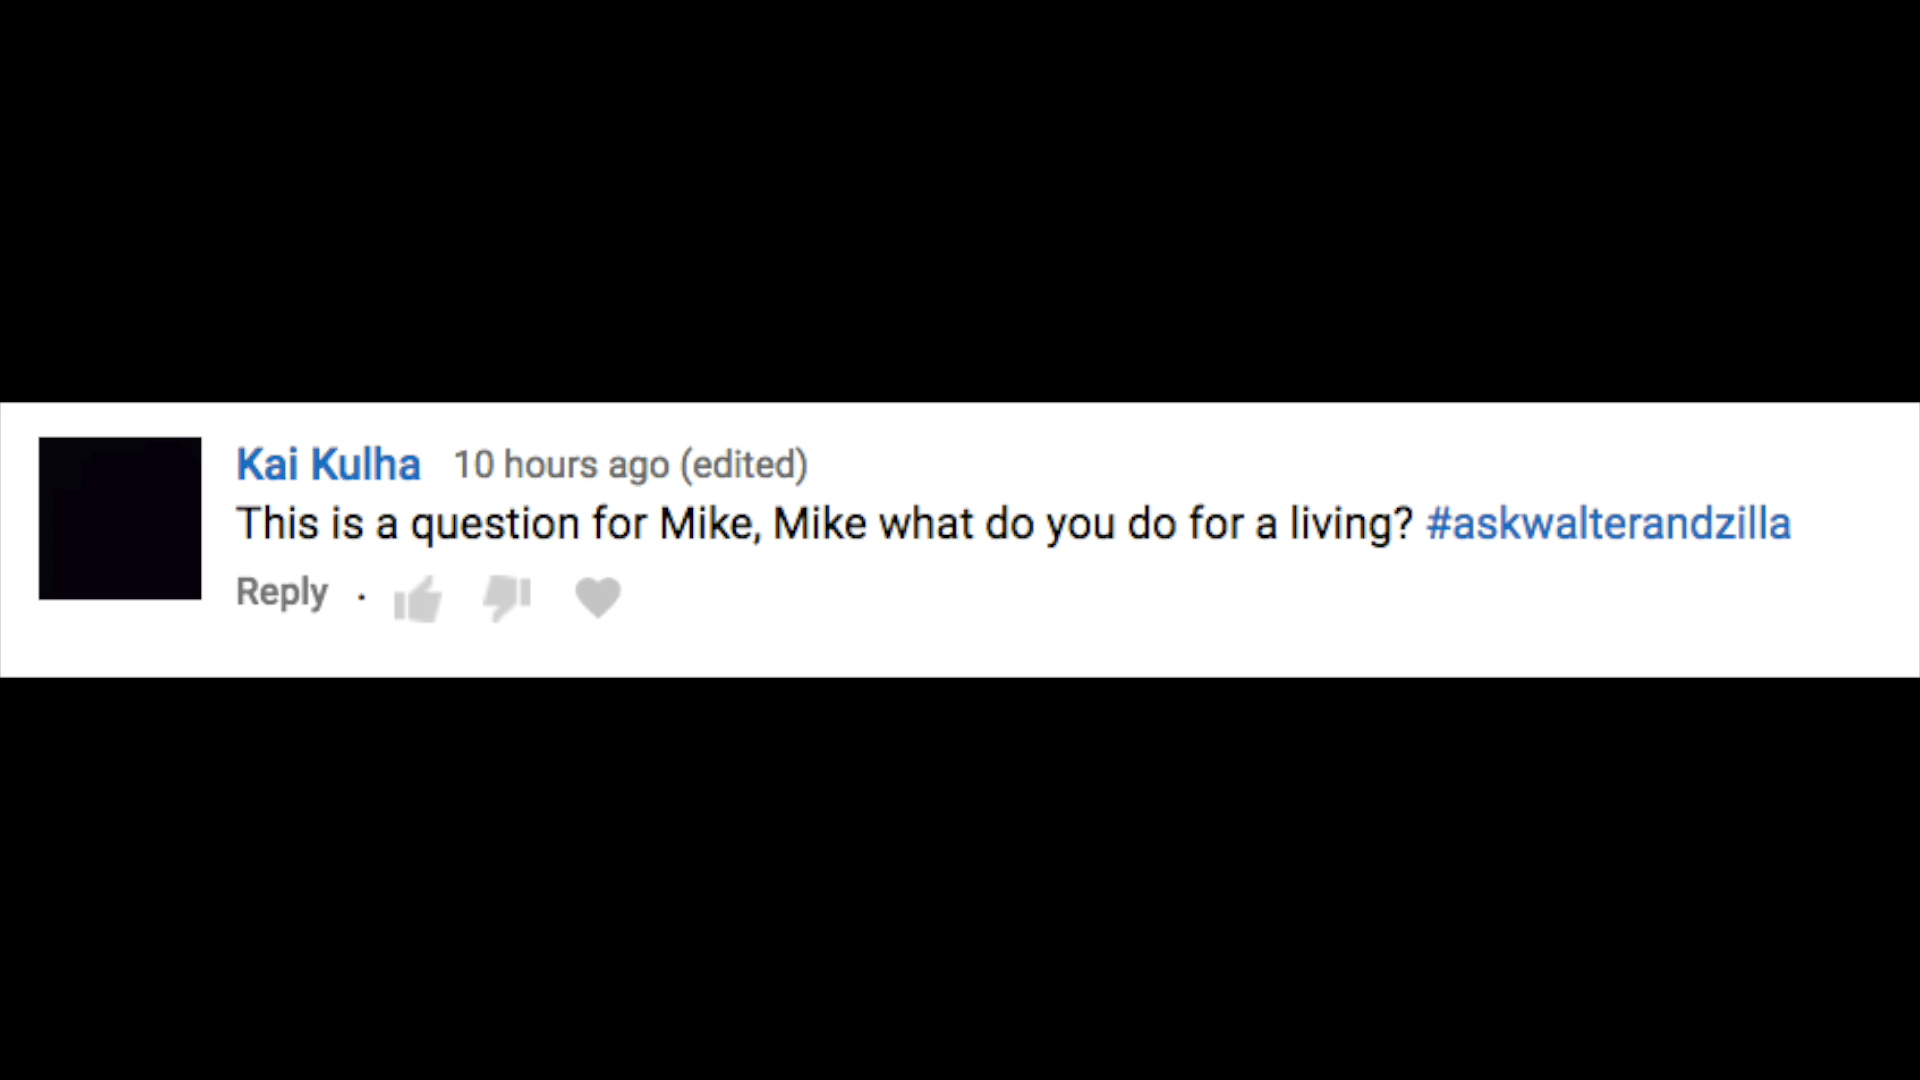 Kai Kulha 10 hours ago (edited)
This is a question for Mike, Mike what do you do for a living? #askwalterandzilla
Reply ·